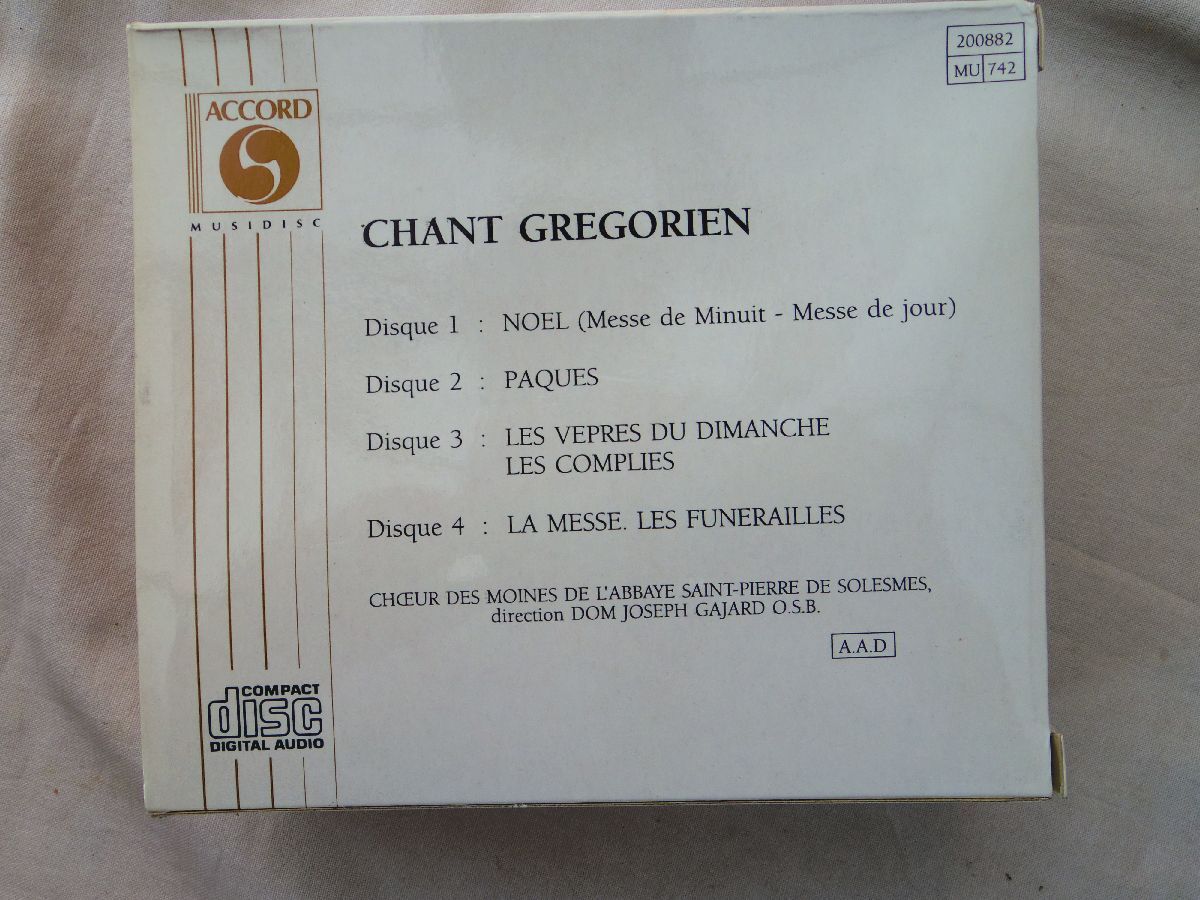 200882
MU 742
ACCORD
MUSIDISC
CHANT GREGORIEN
Disque 1 : NOEL (Messe de Minuit - Messe de jour)
Disque 2 : PAQUES
Disque 3 : LES VEPRES DU DIMANCHE
LES COMPLIES
Disque 4 : LA MESSE. LES FUNERAILLES
CHŒUR DES MOINES DE L'ABBAYE SAINT-PIERRE DE SOLESMES,
direction DOM JOSEPH GAJARD O.S.B.
A.A.D
COMPACT
disc
DIGITAL AUDIO